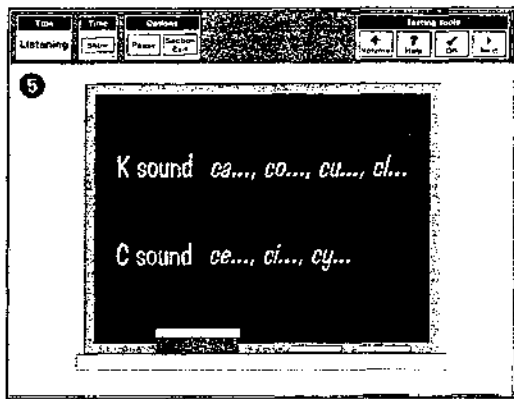 Time Options Testing Tools
Listening Show Pause Section Exit Volume Help OK Next
5
K sound ca..., co..., cu..., cl...
C sound ce..., ci..., cy...